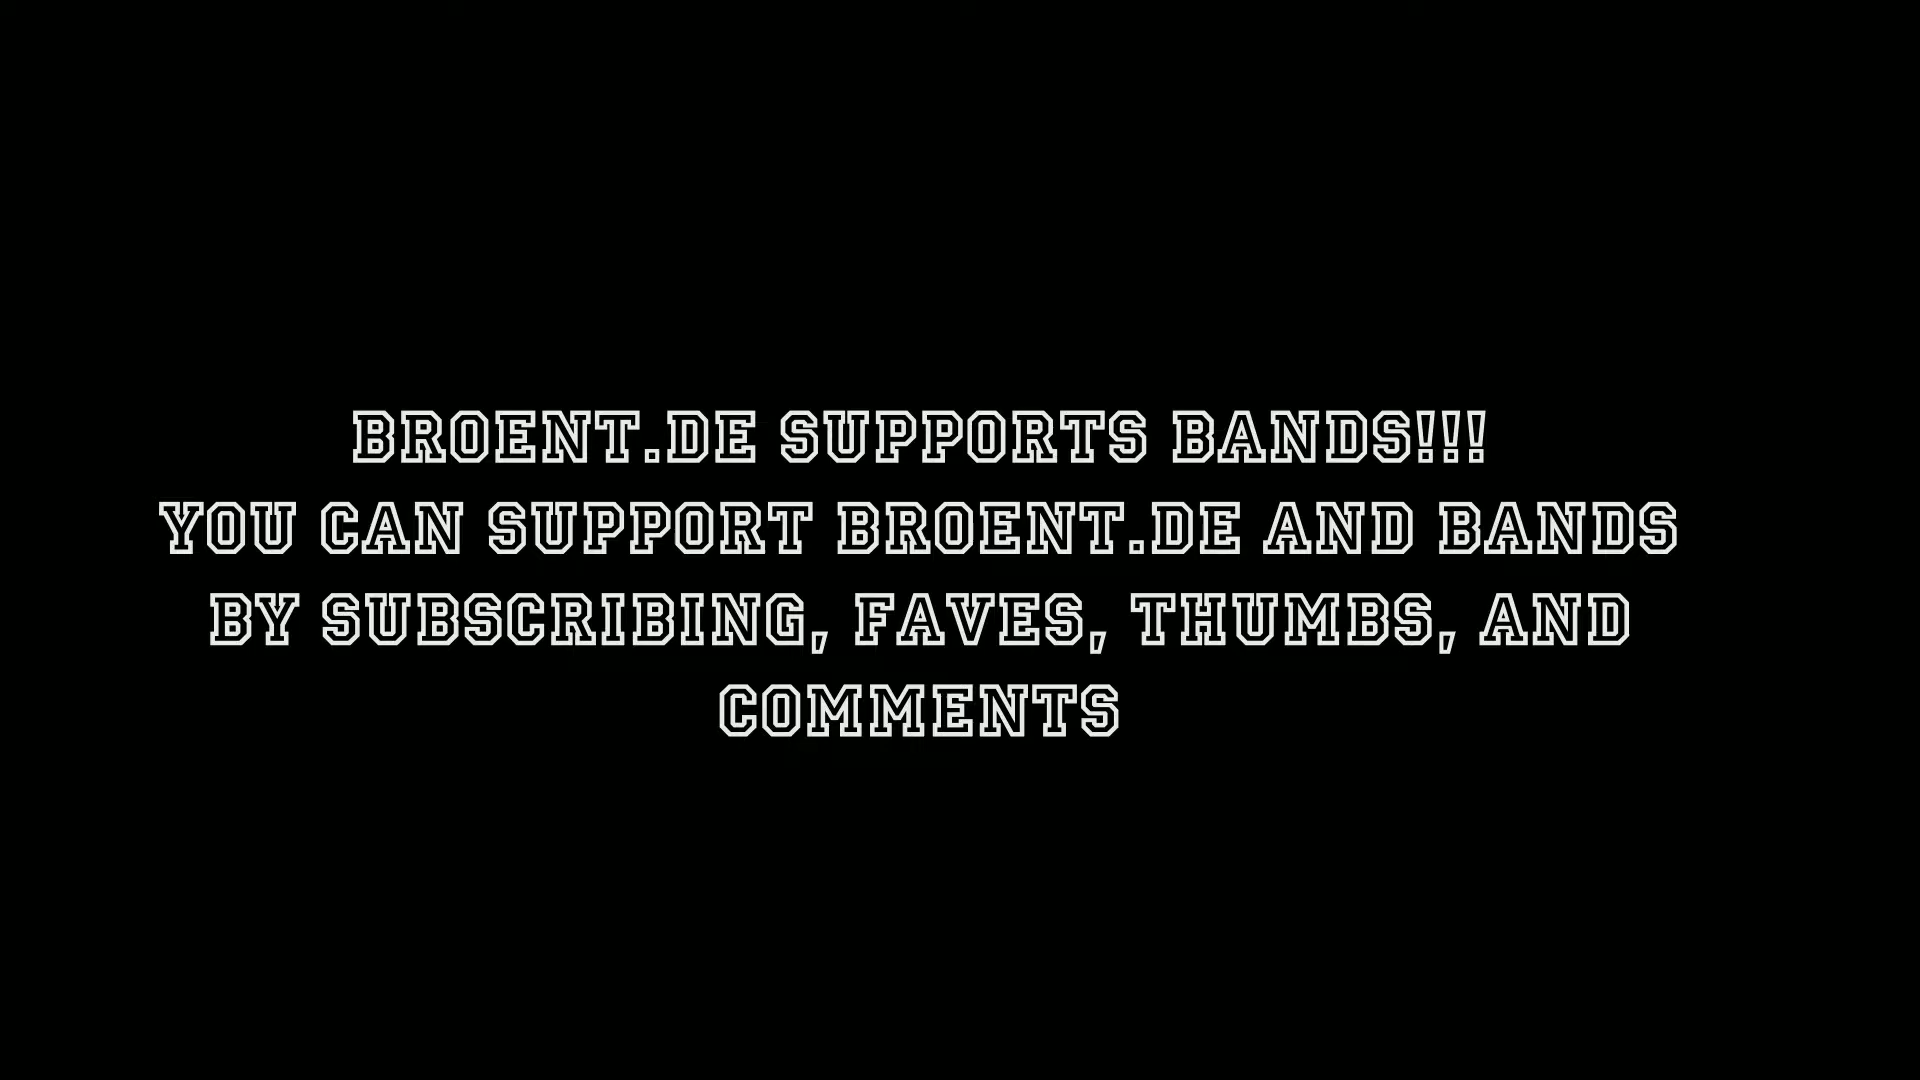 BROENT.DE SUPPORTS BANDS!!!
YOU CAN SUPPORT BROENT.DE AND BANDS
BY SUBSCRIBING, FAVES, THUMBS, AND
COMMENTS